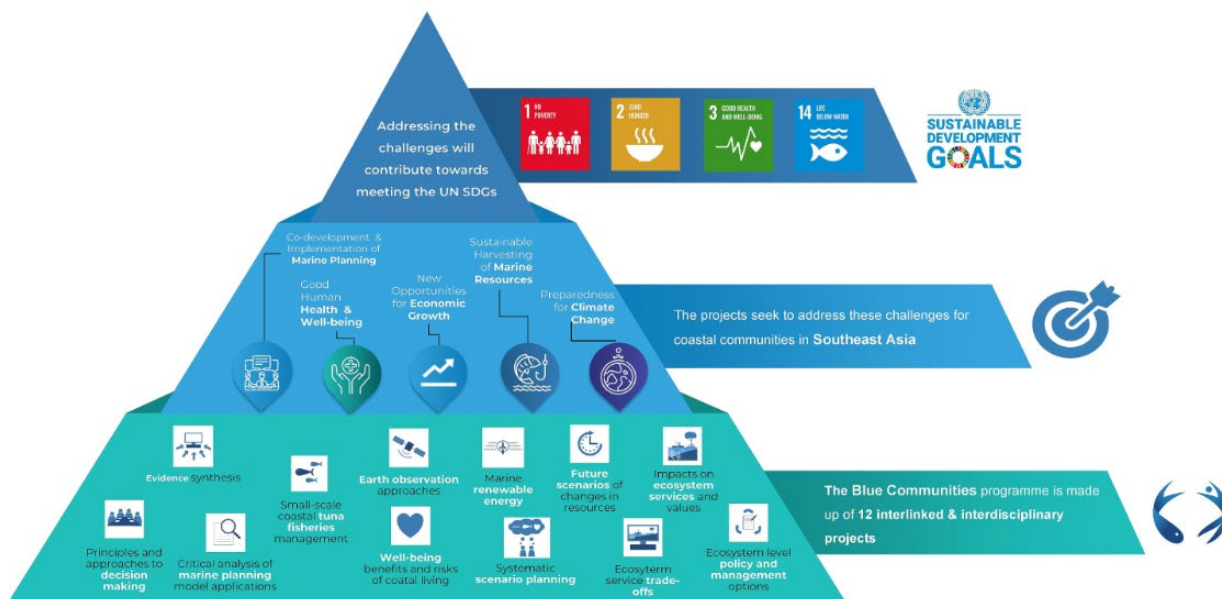 Addressing the
challenges will
contribute towards
meeting the UN SDGs
1 NO
POVERTY
2 ZERO
HUNGER
3 GOOD HEALTH
AND WELL-BEING
14 LIFE
BELOW WATER
SUSTAINABLE
DEVELOPMENT
GOALS
Co-development &
Implementation of
Marine Planning
Good
Human
Health &
Well-being
New
Opportunities
for Economic
Growth
Sustainable
Harvesting
of Marine
Resources
Preparedness
for Climate
Change
The projects seek to address these challenges for
coastal communities in Southeast Asia
Evidence synthesis
Small-scale
coastal tuna
fisheries
management
Earth observation
approaches
Marine
renewable
energy
Future
scenarios of
changes in
resources
Impacts on
ecosystem
services and
values
Principles and
approaches to
decision
making
Critical analysis of
marine planning
model applications
Well-being
benefits and risks
of coatal living
Systematic
scenario planning
Ecosyterm
service trade-
offs
Ecosystem level
policy and
management
options
The Blue Communities programme is made
up of 12 interlinked & interdisciplinary
projects